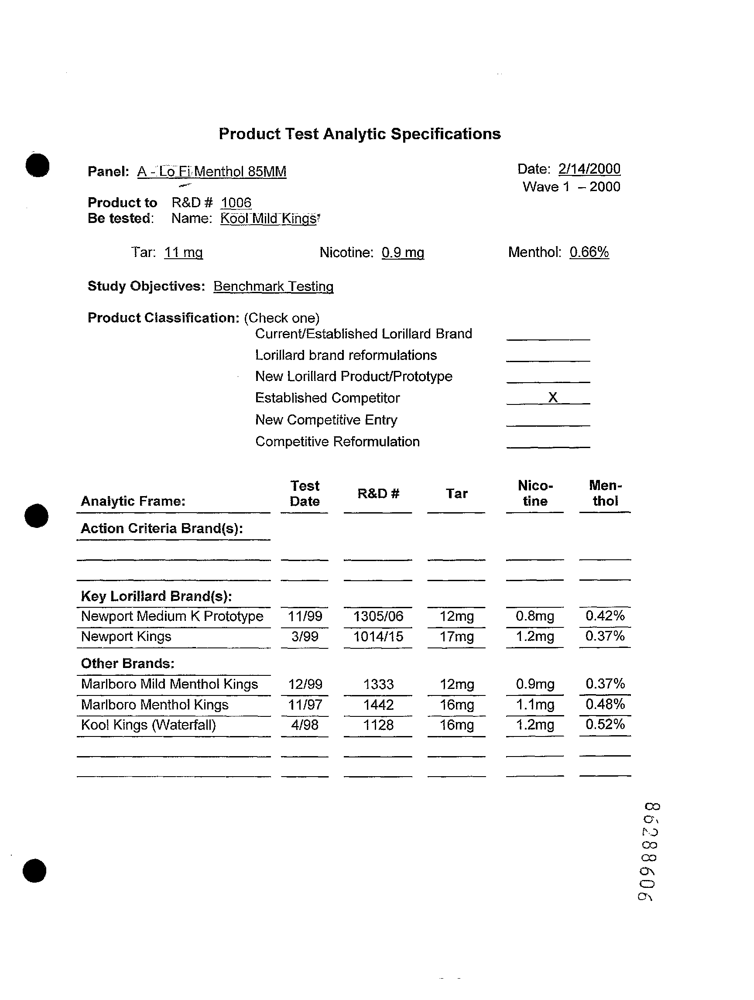 Product Test Analytic Specifications
Panel: A - Lo Fi Menthol 85MM Date: 2/14/2000
Wave 1 – 2000
Product to R&D # 1006
Be tested: Name: Kool Mild Kings
Tar: 11 mg Nicotine: 0.9 mg Menthol: 0.66%
Study Objectives: Benchmark Testing
Product Classification: (Check one)
Current/Established Lorillard Brand
Lorillard brand reformulations
New Lorillard Product/Prototype
Established Competitor X
New Competitive Entry
Competitive Reformulation
Test Nico- Men-
Analytic Frame: Date R&D # Tar tine thol
Action Criteria Brand(s):
Key Lorillard Brand(s):
Newport Medium K Prototype 11/99 1305/06 12mg 0.8mg 0.42%
Newport Kings 3/99 1014/15 17mg 1.2mg 0.37%
Other Brands:
Marlboro Mild Menthol Kings 12/99 1333 12mg 0.9mg 0.37%
Marlboro Menthol Kings 11/97 1442 16mg 1.1mg 0.48%
Kool Kings (Waterfall) 4/98 1128 16mg 1.2mg 0.52%
86288606